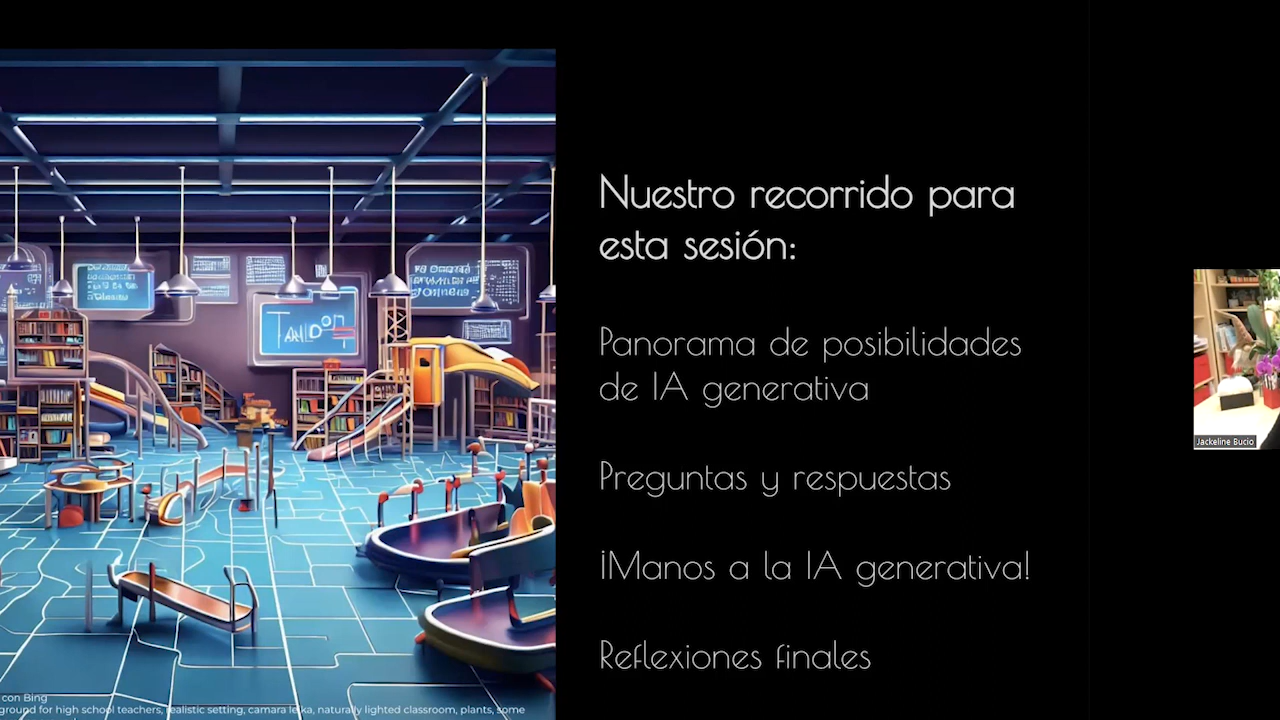 Nuestro recorrido para
esta sesión:
Panorama de posibilidades
de IA generativa
Preguntas y respuestas
¡Manos a la IA generativa!
Reflexiones finales
Jackeline Bucio
con Bing
ground for high school teachers, realistic setting, camara leika, naturally lighted classroom, plants, some